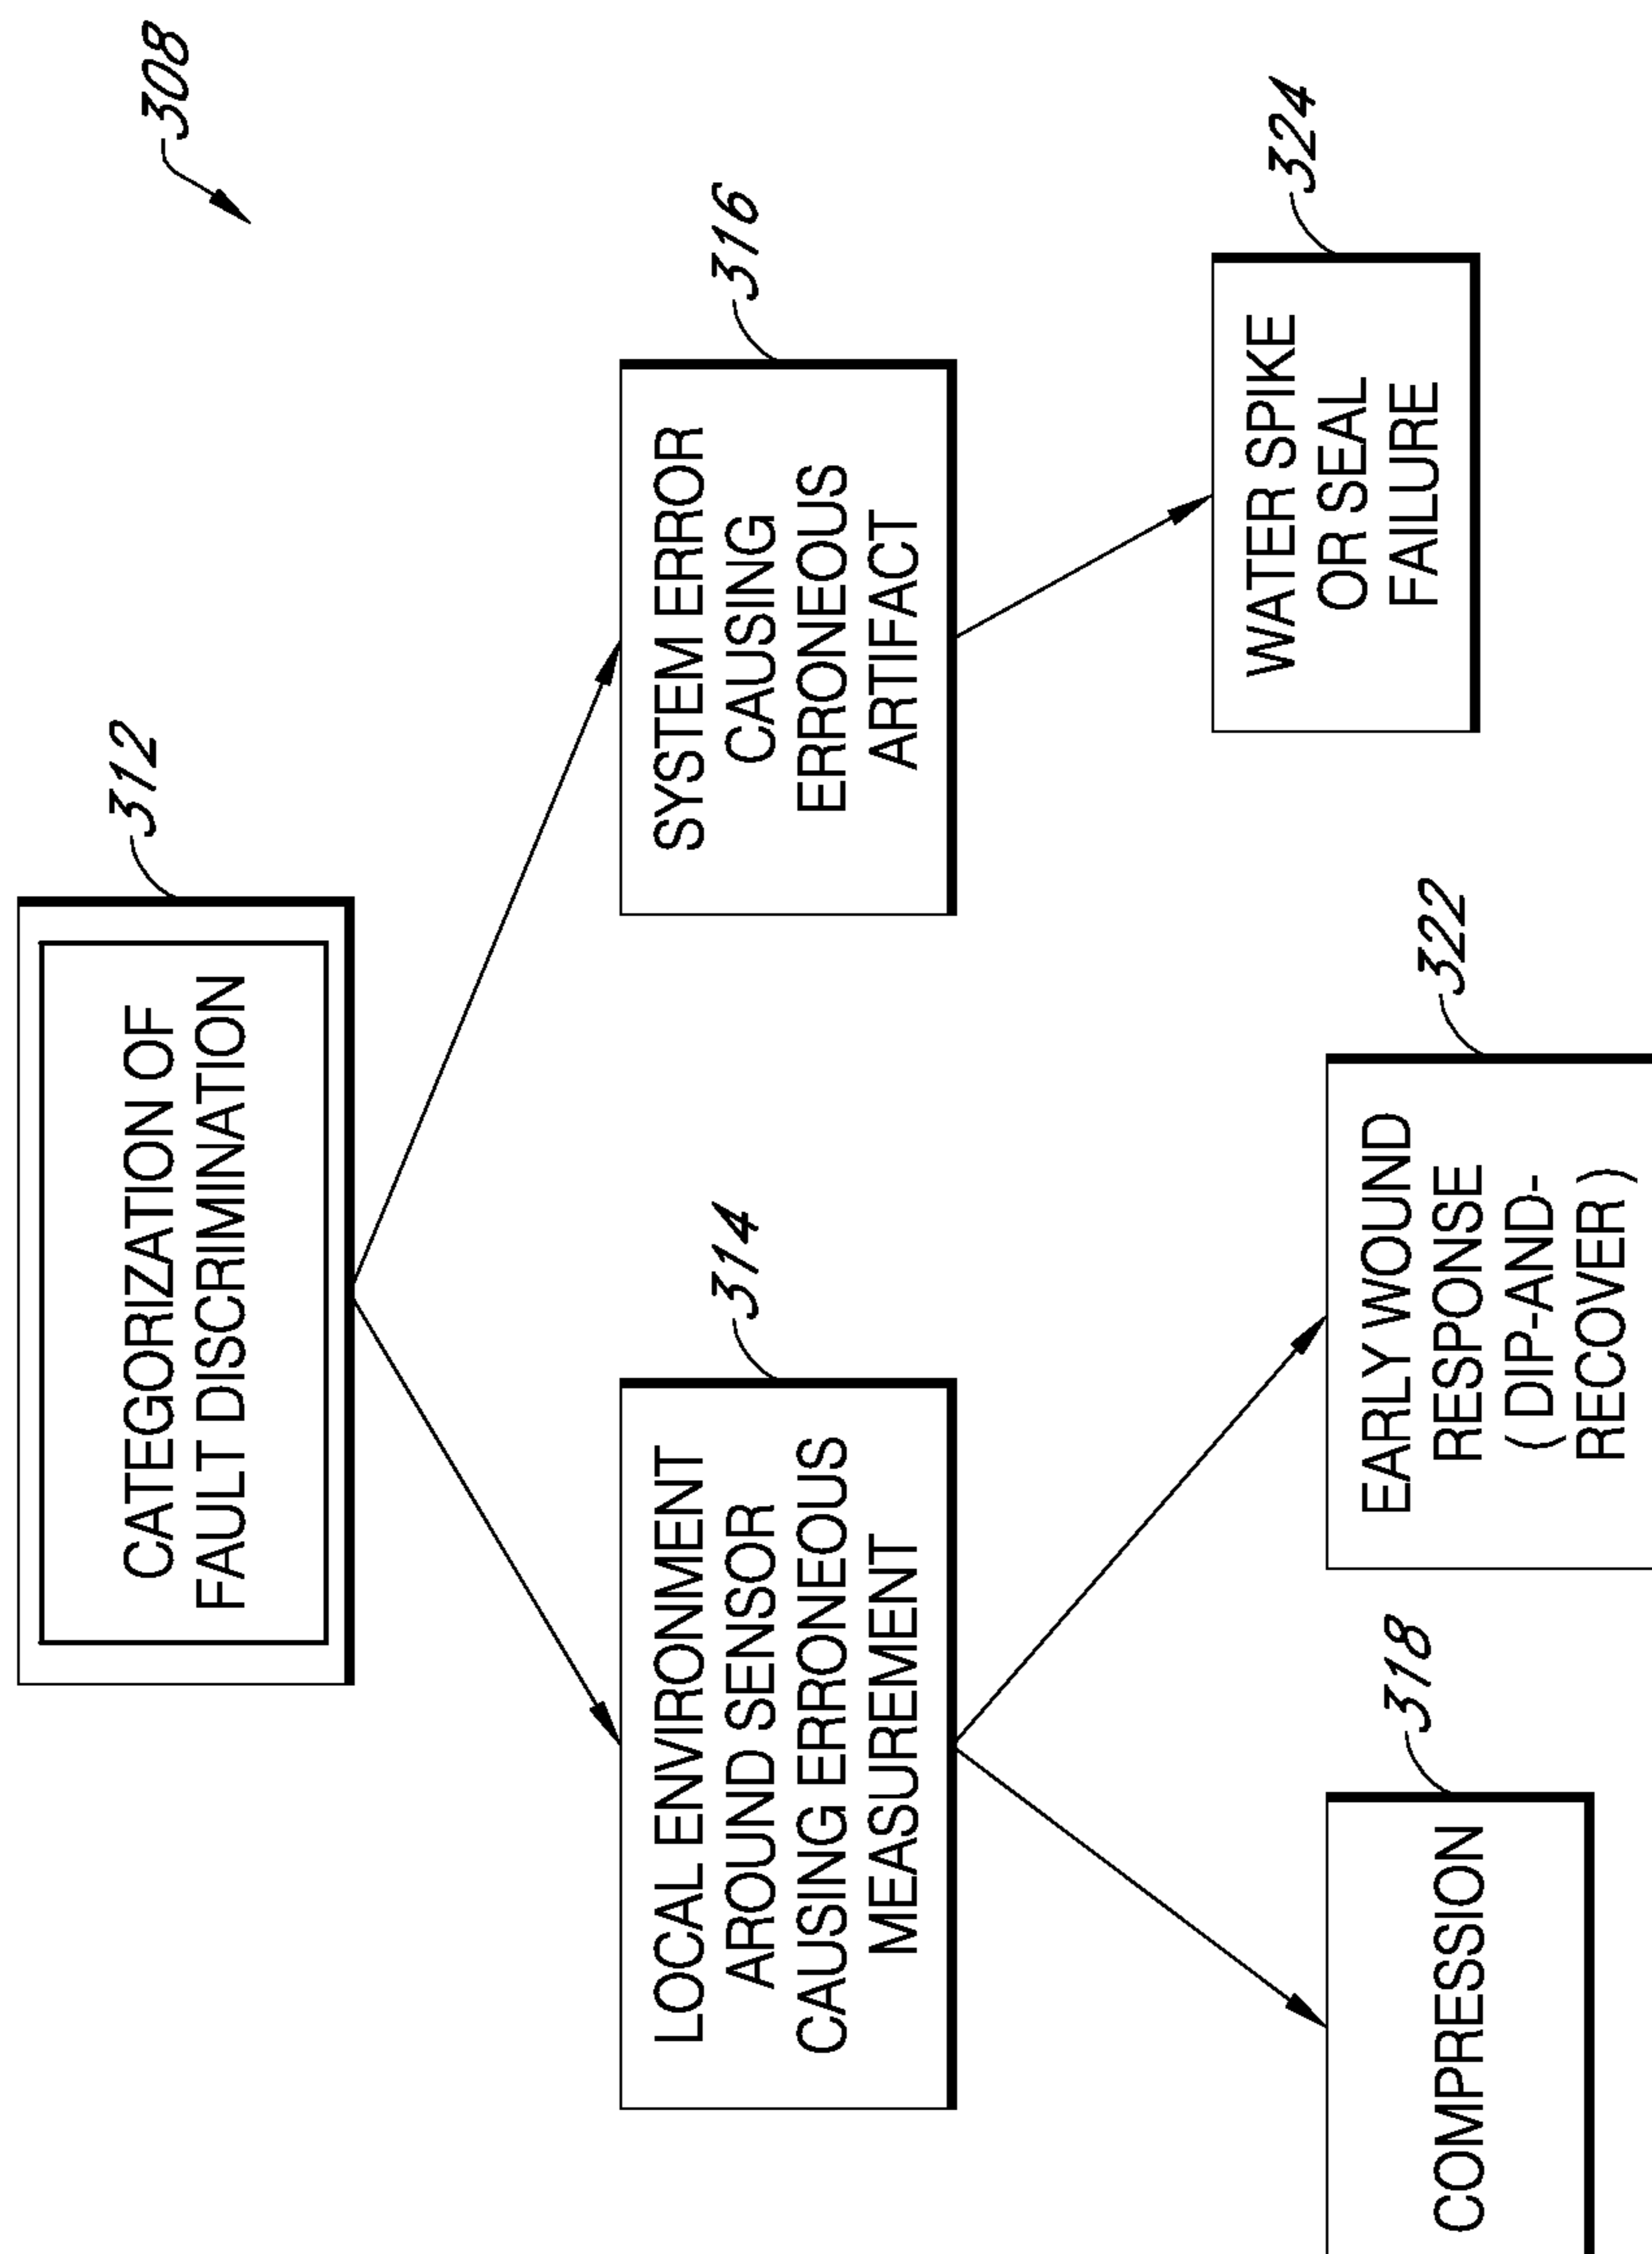 308
312
CATEGORIZATION OF
FAULT DISCRIMINATION
314
LOCAL ENVIRONMENT
AROUND SENSOR
CAUSING ERRONEOUS
MEASUREMENT
316
SYSTEM ERROR
CAUSING
ERRONEOUS
ARTIFACT
318
COMPRESSION
322
EARLY WOUND
RESPONSE
( DIP-AND-
RECOVER )
324
WATER SPIKE
OR SEAL
FAILURE